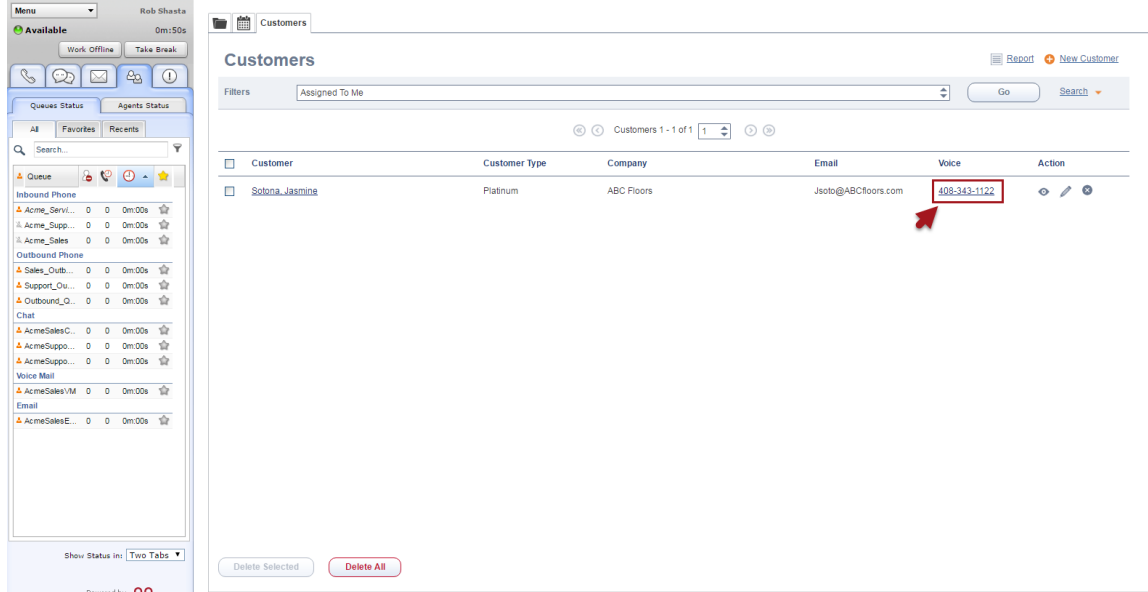 Menu
Rob Shasta
Available
0m:50s
Work Offline
Take Break
Queues Status
Agents Status
All
Favorites
Recents
Search...
Queue
Inbound Phone
Acme_Servi... 0 0 0m:00s
Acme_Supp... 0 0 0m:00s
Acme_Sales 0 0 0m:00s
Outbound Phone
Sales_Outb... 0 0 0m:00s
Support_Ou... 0 0 0m:00s
Outbound_Q... 0 0 0m:00s
Chat
AcmeSalesC... 0 0 0m:00s
AcmeSuppo... 0 0 0m:00s
AcmeSuppo... 0 0 0m:00s
Voice Mail
AcmeSalesVM 0 0 0m:00s
Email
AcmeSalesE... 0 0 0m:00s
Show Status in: Two Tabs
Customers
Customers
Report
New Customer
Filters
Assigned To Me
Go
Search
Customers 1 - 1 of 1 1
Customer Customer Type Company Email Voice Action
Sotona, Jasmine Platinum ABC Floors Jsoto@ABCfloors.com 408-343-1122
Delete Selected
Delete All